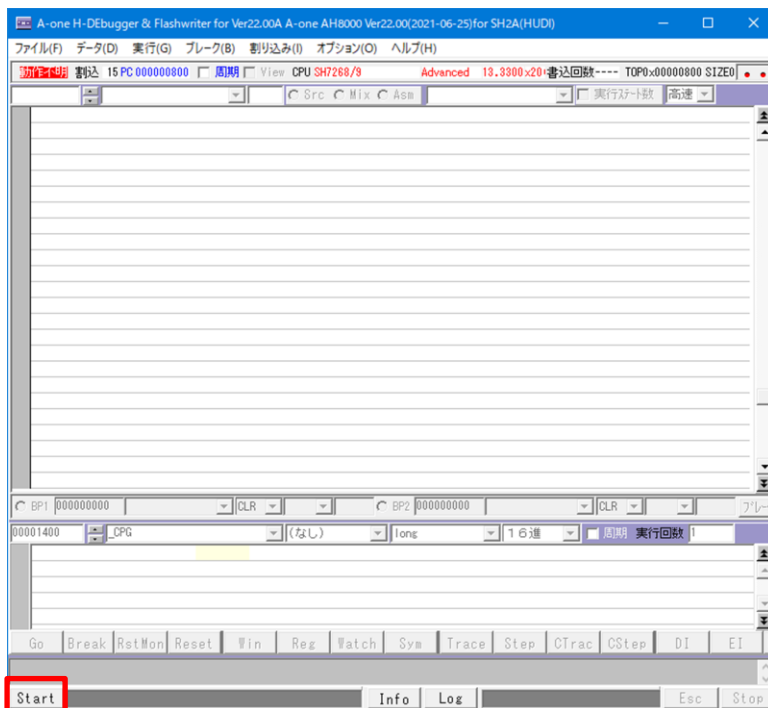 A-one H-DEbugger & Flashwriter for Ver22.00A A-one AH8000 Ver22.00(2021-06-25)for SH2A(HUDI)
ファイル(F) データ(D) 実行(G) ブレーク(B) 割り込み(I) オプション(O) ヘルプ(H)
動作不明 割込 15 PC 000000800 周期 View CPU SH7268/9 Advanced 13.3300×20 書込回数---- TOP0x00000800 SIZE0
Src Mix Asm 実行ステート数 高速
BP1 000000000 CLR BP2 000000000 CLR ブレー
00001400 _CPG (なし) long 16進 周期 実行回数 1
Go Break RstMon Reset Win Reg Watch Sym Trace Step CTrac CStep DI EI
Start Info Log Esc Stop